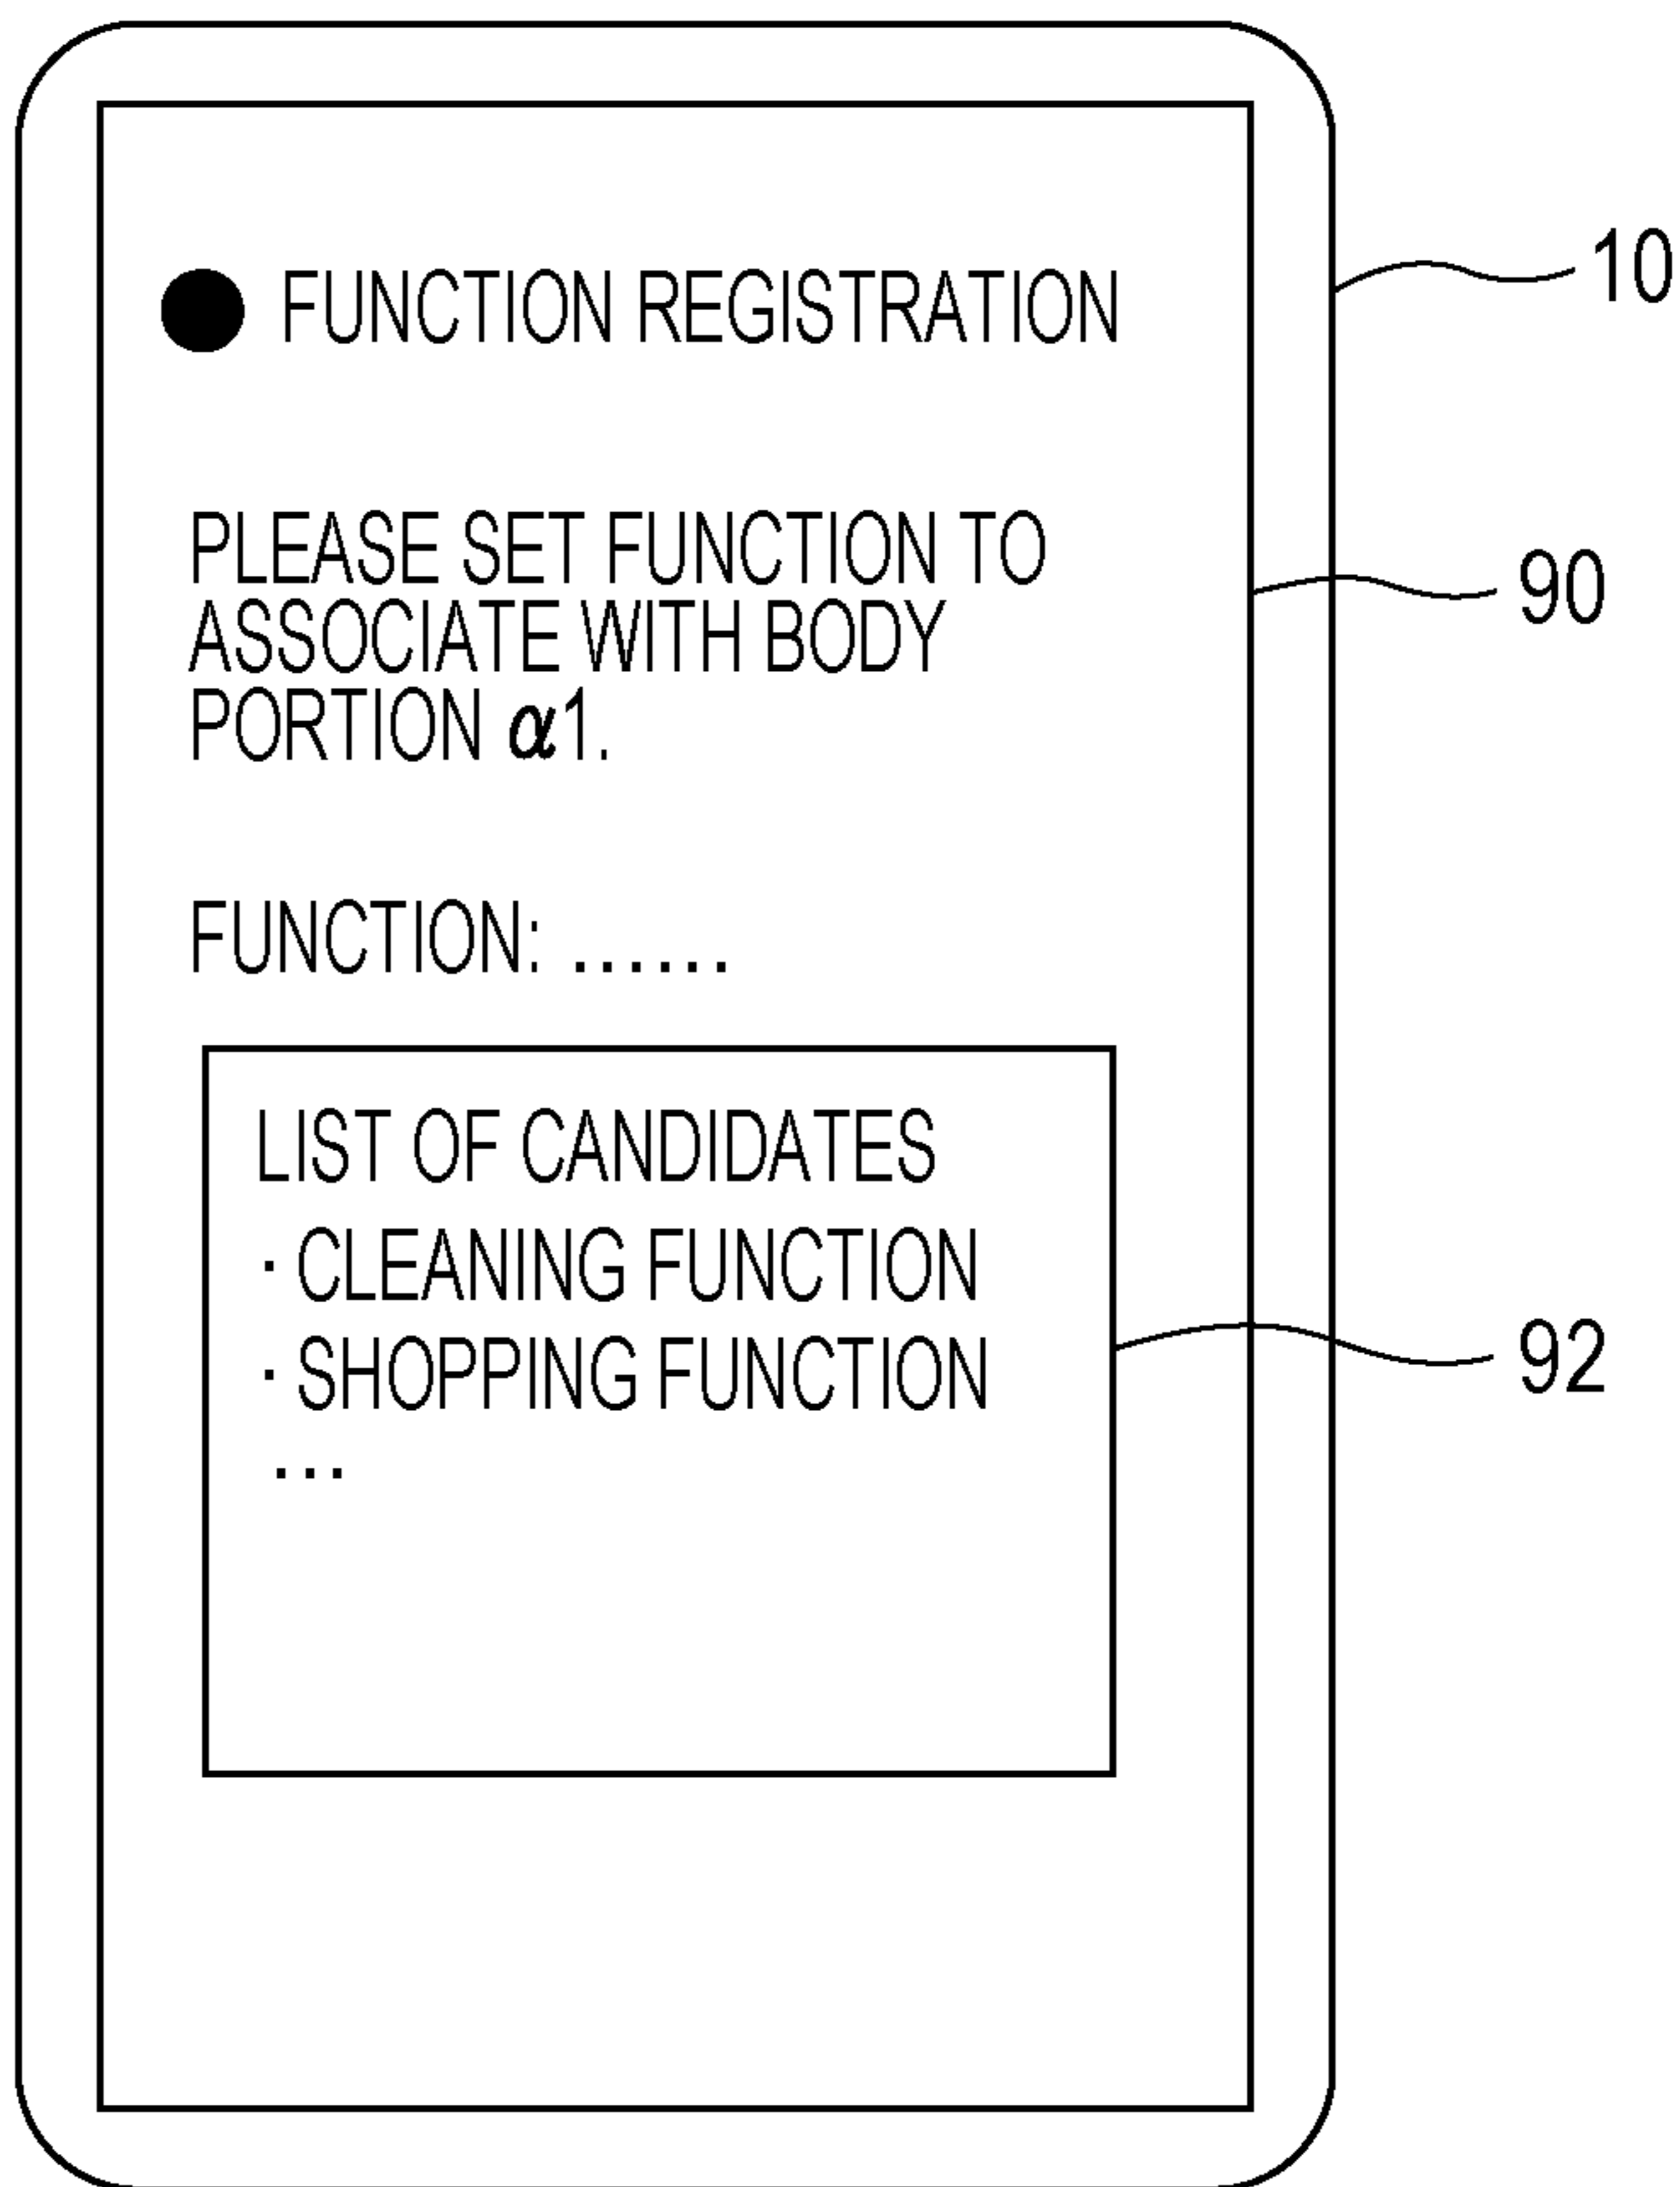 ● FUNCTION REGISTRATION
10
PLEASE SET FUNCTION TO
ASSOCIATE WITH BODY
PORTION α1.
90
FUNCTION: ......
LIST OF CANDIDATES
· CLEANING FUNCTION
· SHOPPING FUNCTION
...
92